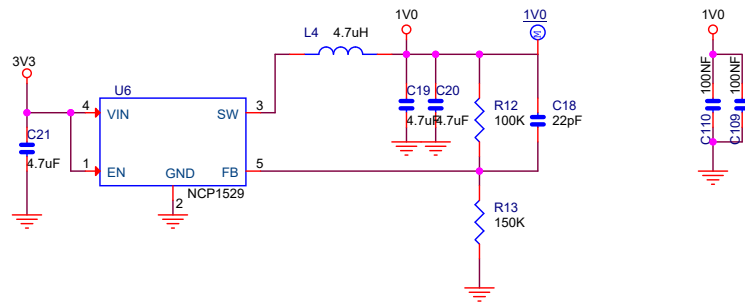 1V0
1V0
1V0
L4
4.7uH
3V3
U6
4
VIN
SW
3
C21
4.7uF
1
EN
GND
FB
5
2
NCP1529
C19
4.7uF
C20
4.7uF
R12
100K
C18
22pF
R13
150K
M
100NF
C110
100NF
C109